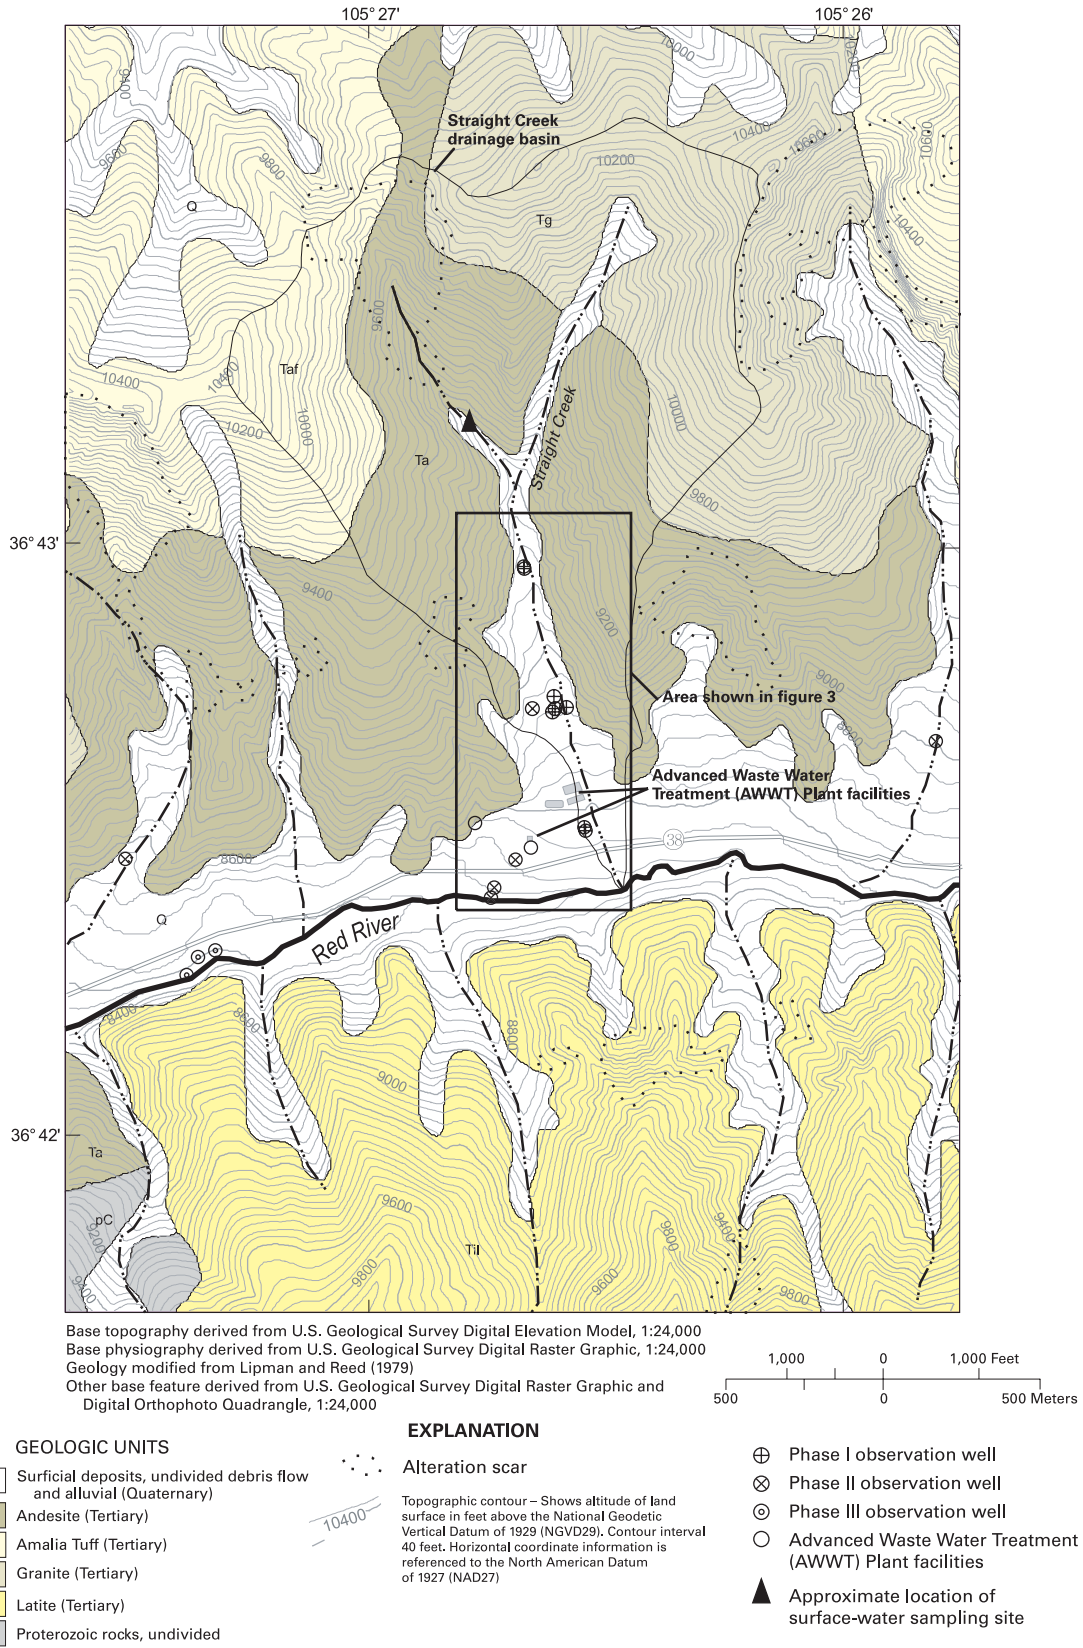 105° 27'
105° 26'
10000
10200
9400
9600
9800
Straight Creek
drainage basin
10400
10600
10600
10200
Q
Tg
10400
9600
Taf
10400
10400
10200
10000
10000
Straight Creek
Ta
9800
36° 43'
9400
9200
9000
Area shown in figure 3
8800
Advanced Waste Water
Treatment (AWWT) Plant facilities
38
8600
Q
Red River
8400
8600
8800
9000
36° 42'
Ta
pC
9200
9400
9600
9800
Til
9800
9400
9600
9800
Base topography derived from U.S. Geological Survey Digital Elevation Model, 1:24,000
Base physiography derived from U.S. Geological Survey Digital Raster Graphic, 1:24,000
Geology modified from Lipman and Reed (1979)
Other base feature derived from U.S. Geological Survey Digital Raster Graphic and
Digital Orthophoto Quadrangle, 1:24,000
1,000 0 1,000 Feet
500 0 500 Meters
EXPLANATION
GEOLOGIC UNITS
Surficial deposits, undivided debris flow
and alluvial (Quaternary)
Andesite (Tertiary)
Amalia Tuff (Tertiary)
Granite (Tertiary)
Latite (Tertiary)
Proterozoic rocks, undivided
Alteration scar
10400
Topographic contour – Shows altitude of land
surface in feet above the National Geodetic
Vertical Datum of 1929 (NGVD29). Contour interval
40 feet. Horizontal coordinate information is
referenced to the North American Datum
of 1927 (NAD27)
Phase I observation well
Phase II observation well
Phase III observation well
Advanced Waste Water Treatment
(AWWT) Plant facilities
Approximate location of
surface-water sampling site